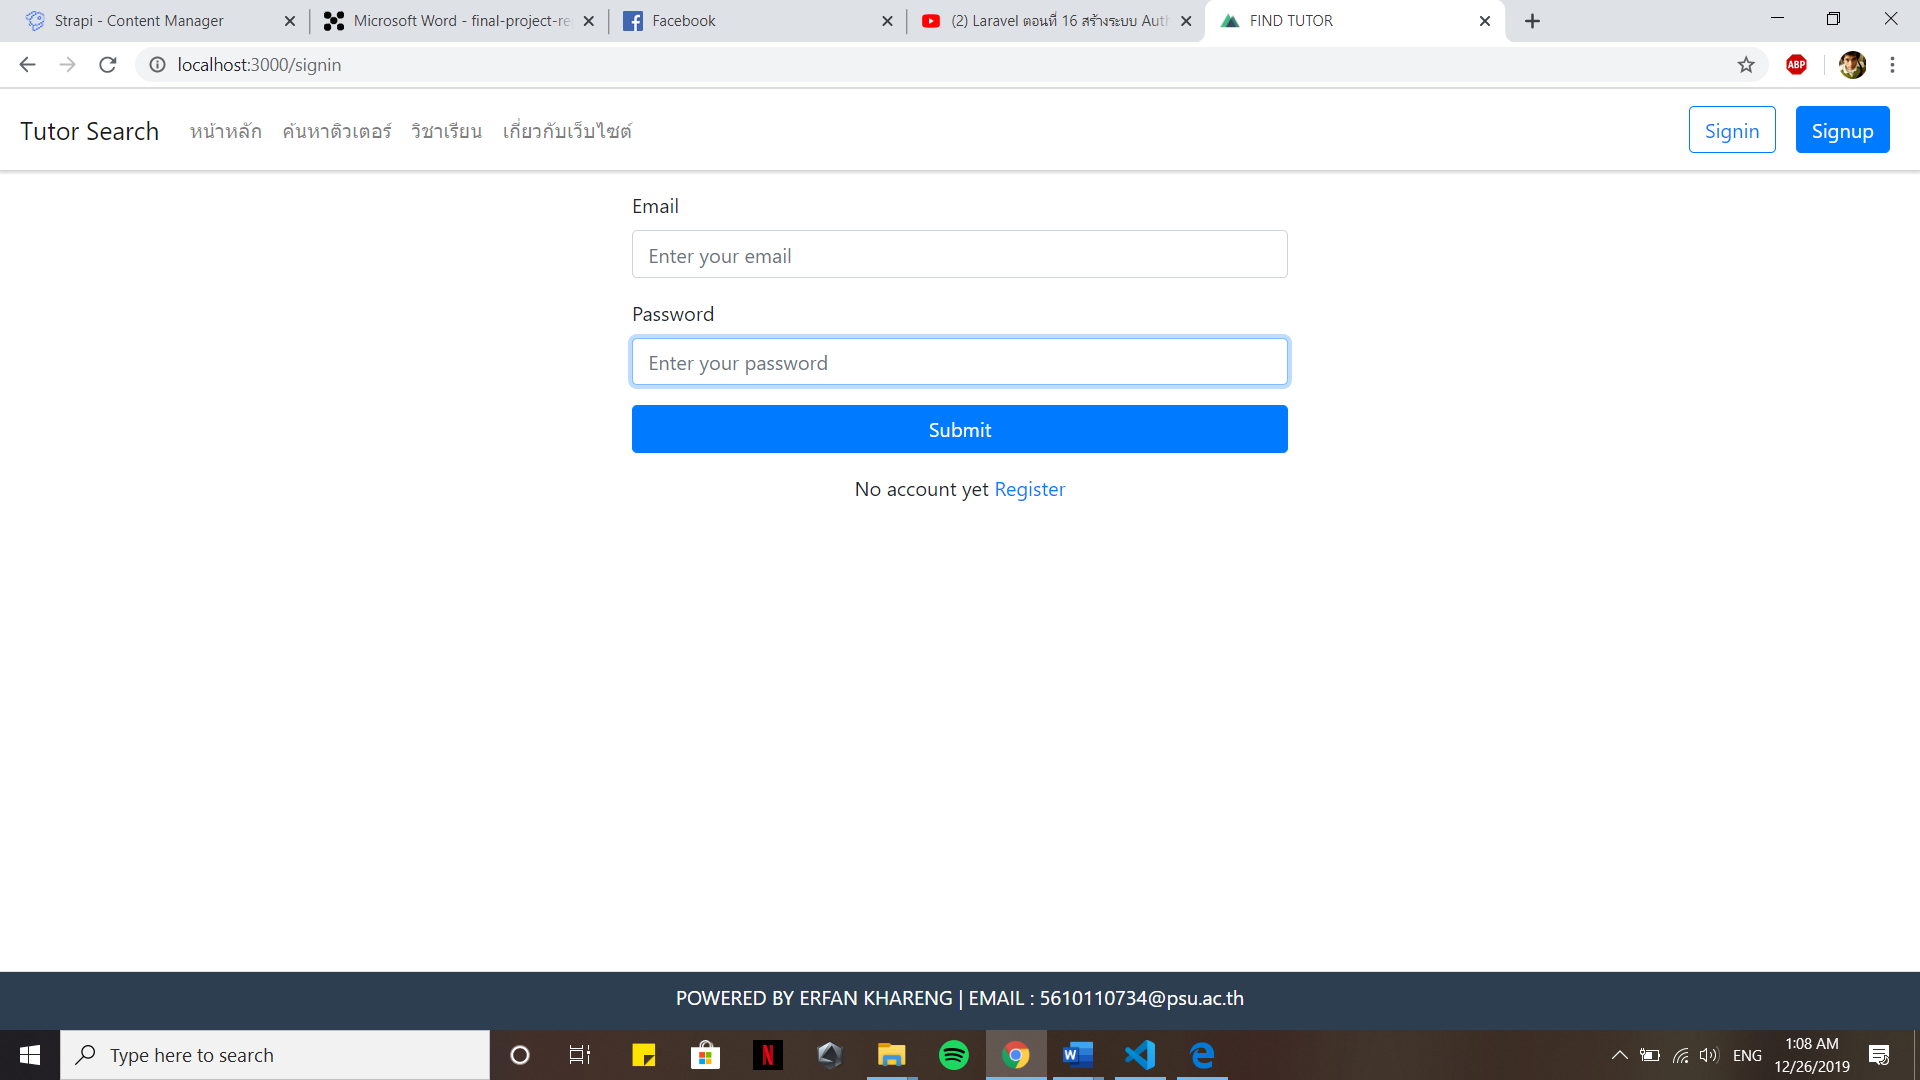 Strapi - Content Manager
Microsoft Word - final-project-re
Facebook
(2) Laravel ตอนที่ 16 สร้างระบบ Auth
FIND TUTOR
localhost:3000/signin
ABP
Tutor Search หน้าหลัก ค้นหาติวเตอร์ วิชาเรียน เกี่ยวกับเว็บไซต์ Signin Signup
Email
Enter your email
Password
Enter your password
Submit
No account yet Register
POWERED BY ERFAN KHARENG | EMAIL : 5610110734@psu.ac.th
Type here to search
ENG
1:08 AM
12/26/2019